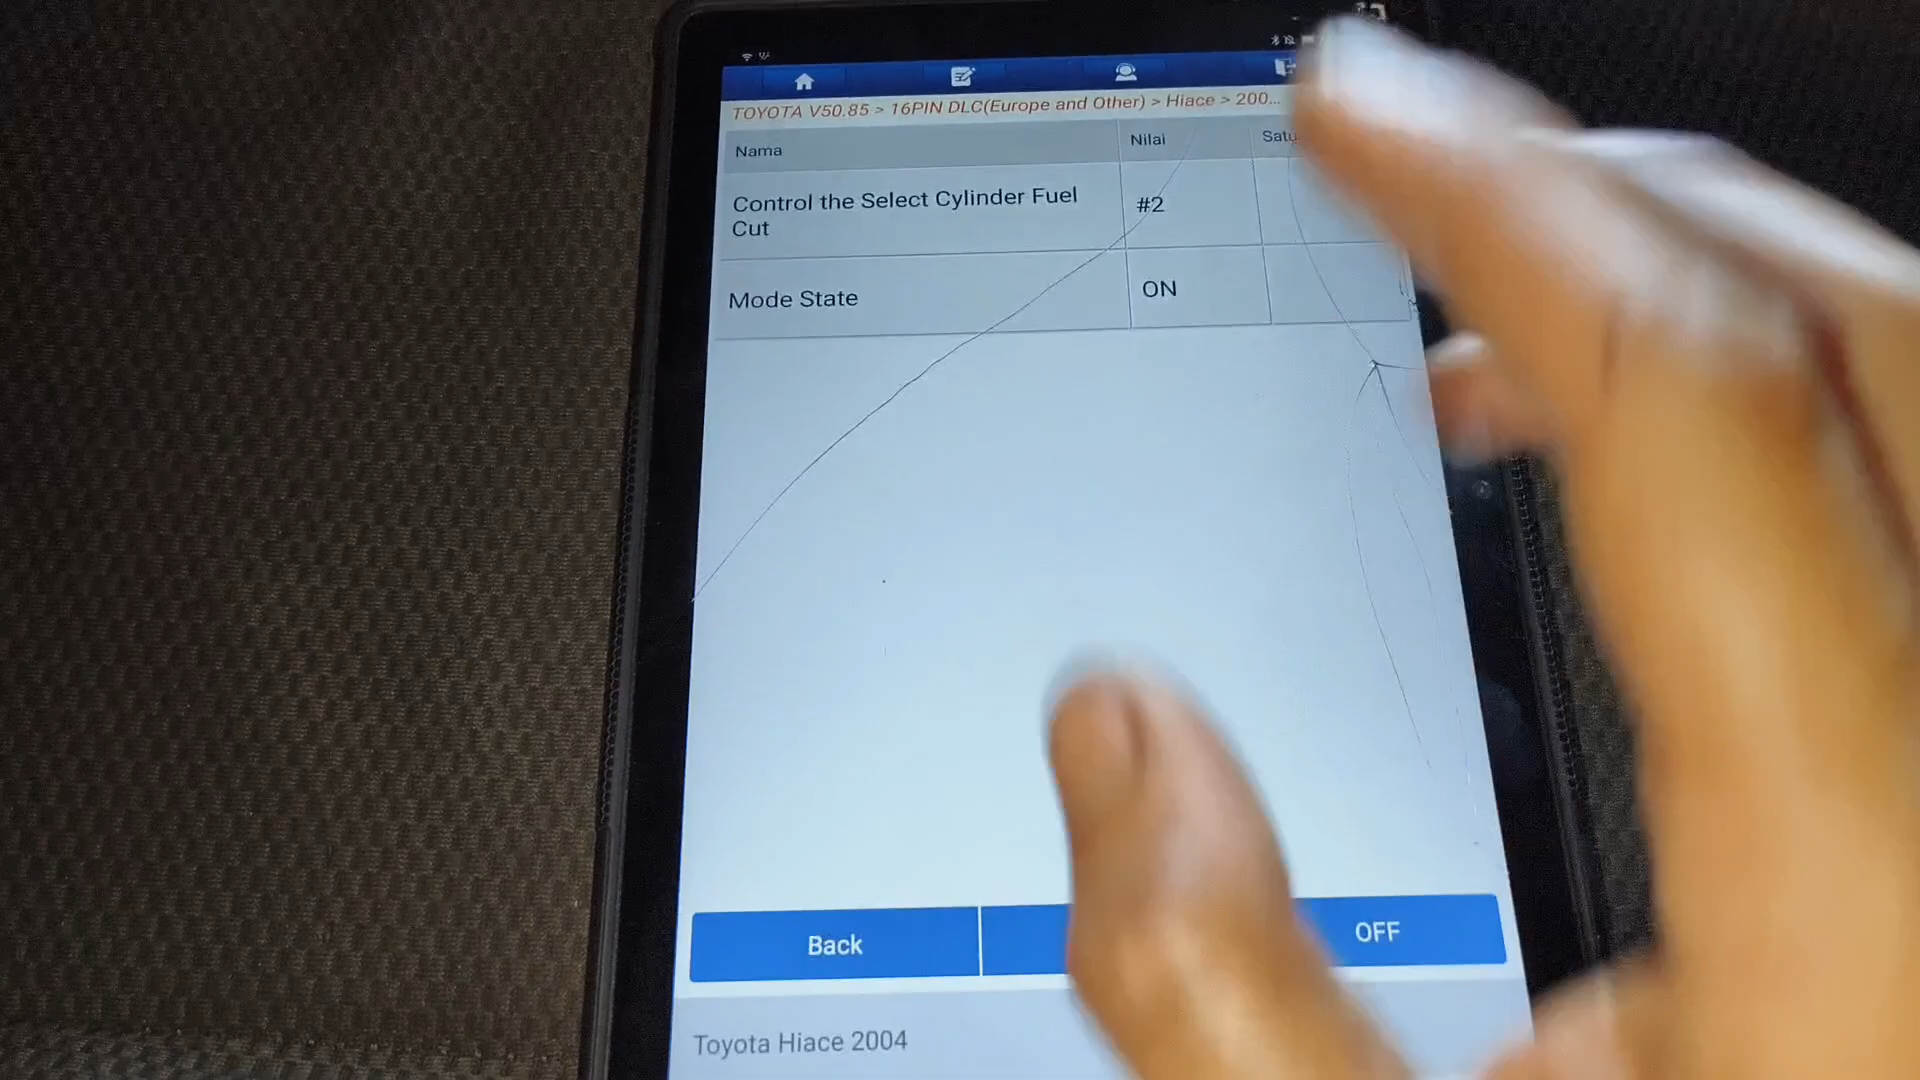 TOYOTA V50.85 > 16PIN DLC(Europe and Other) > Hiace > 200...
Nama Nilai
Control the Select Cylinder Fuel
Cut
#2
Mode State ON
Back OFF
Toyota Hiace 2004